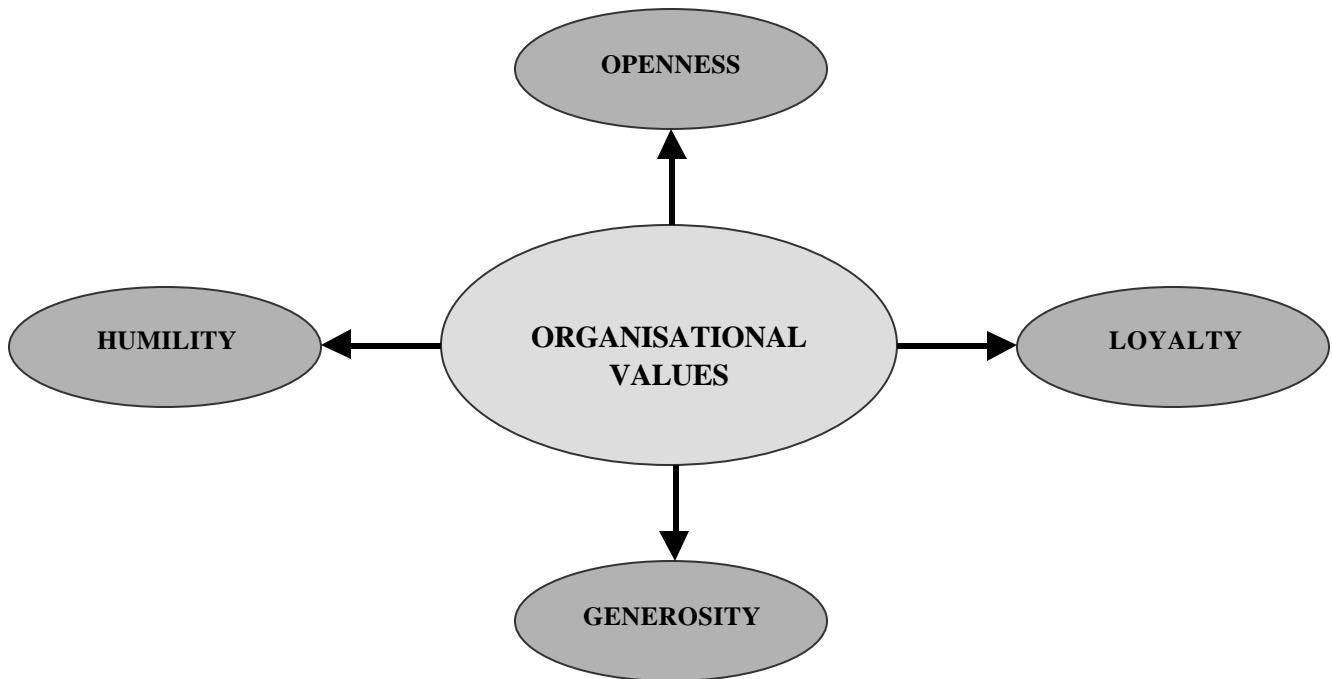 OPENNESS
HUMILITY
ORGANISATIONAL
VALUES
LOYALTY
GENEROSITY